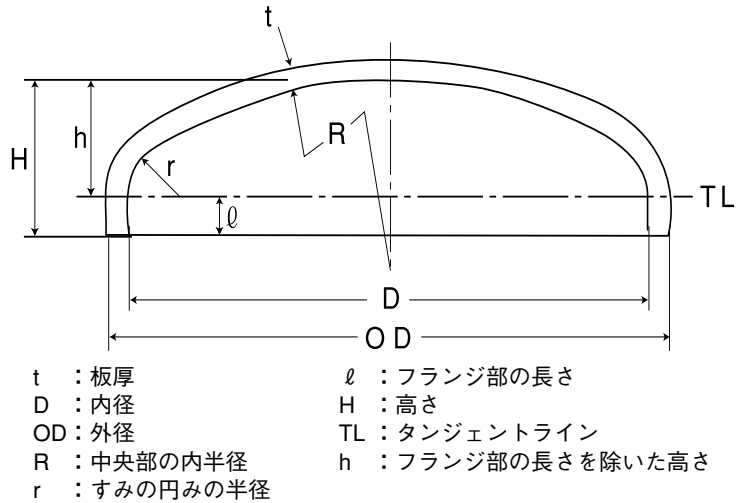 t
h
H
r
R
ℓ
TL
D
OD
t ：板厚
D ：内径
OD：外径
R ：中央部の内半径
r ：すみの円みの半径
ℓ ：フランジ部の長さ
H ：高さ
TL ：タンジェントライン
h ：フランジ部の長さを除いた高さ